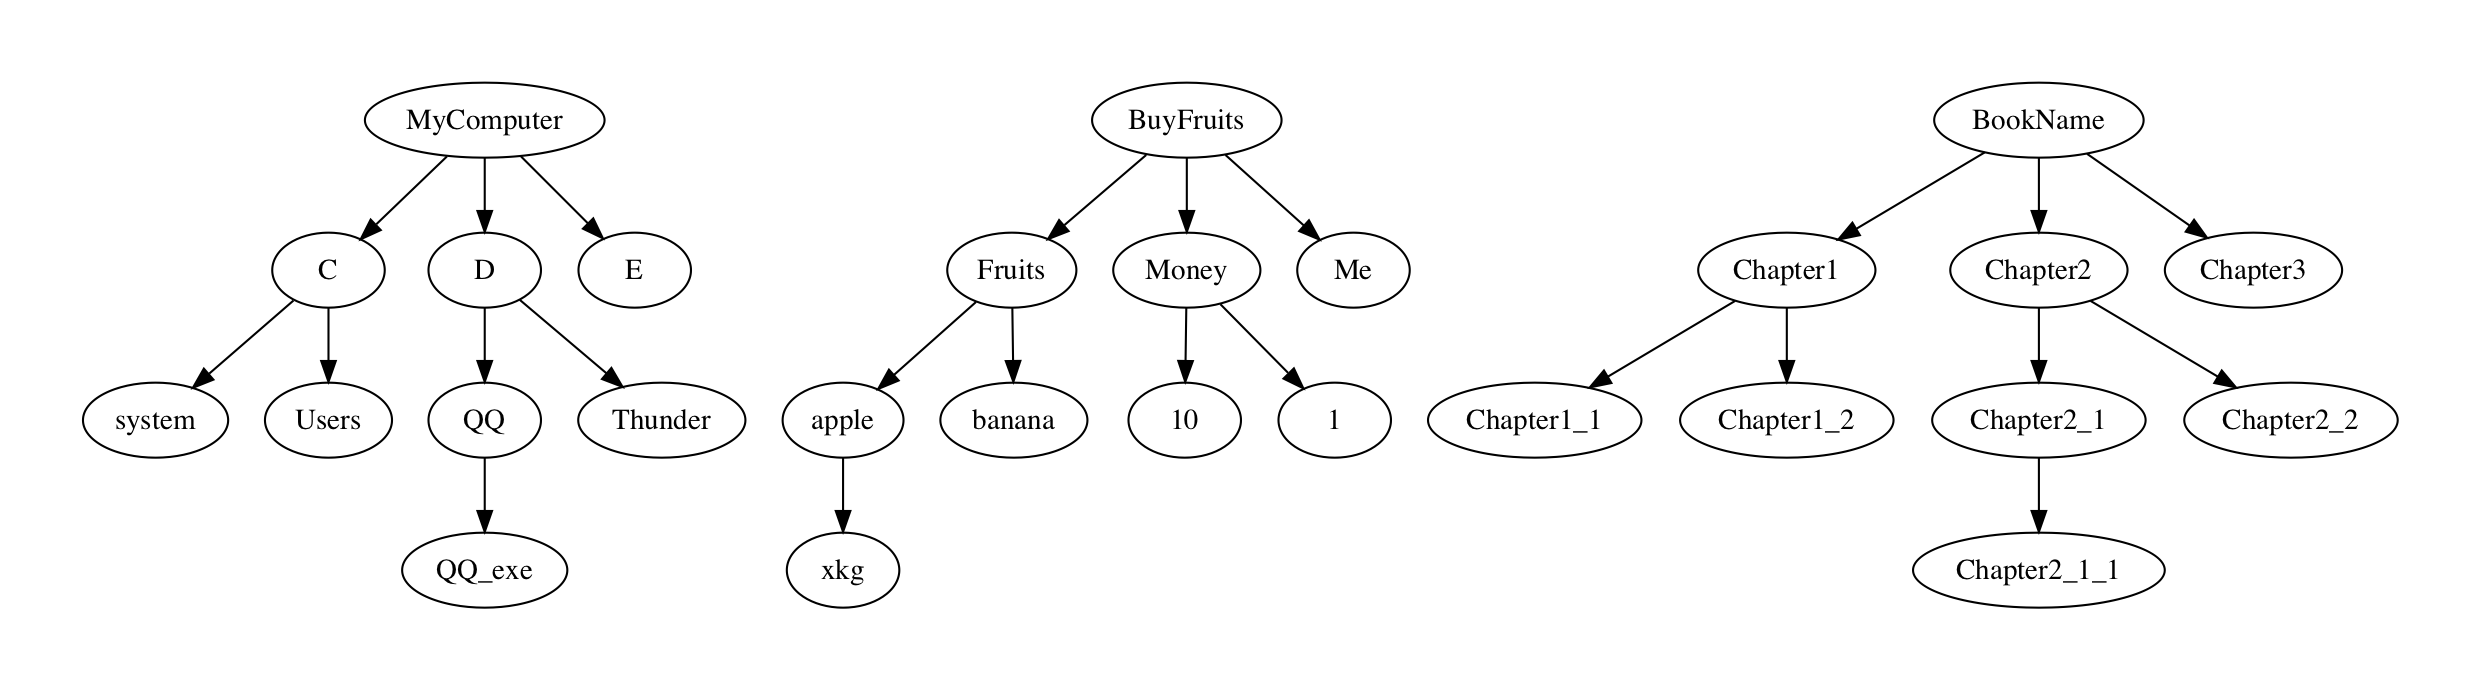 MyComputer
BuyFruits
BookName
C
D
E
Fruits
Money
Me
Chapter1
Chapter2
Chapter3
system
Users
QQ
Thunder
apple
banana
10
1
Chapter1_1
Chapter1_2
Chapter2_1
Chapter2_2
QQ_exe
xkg
Chapter2_1_1